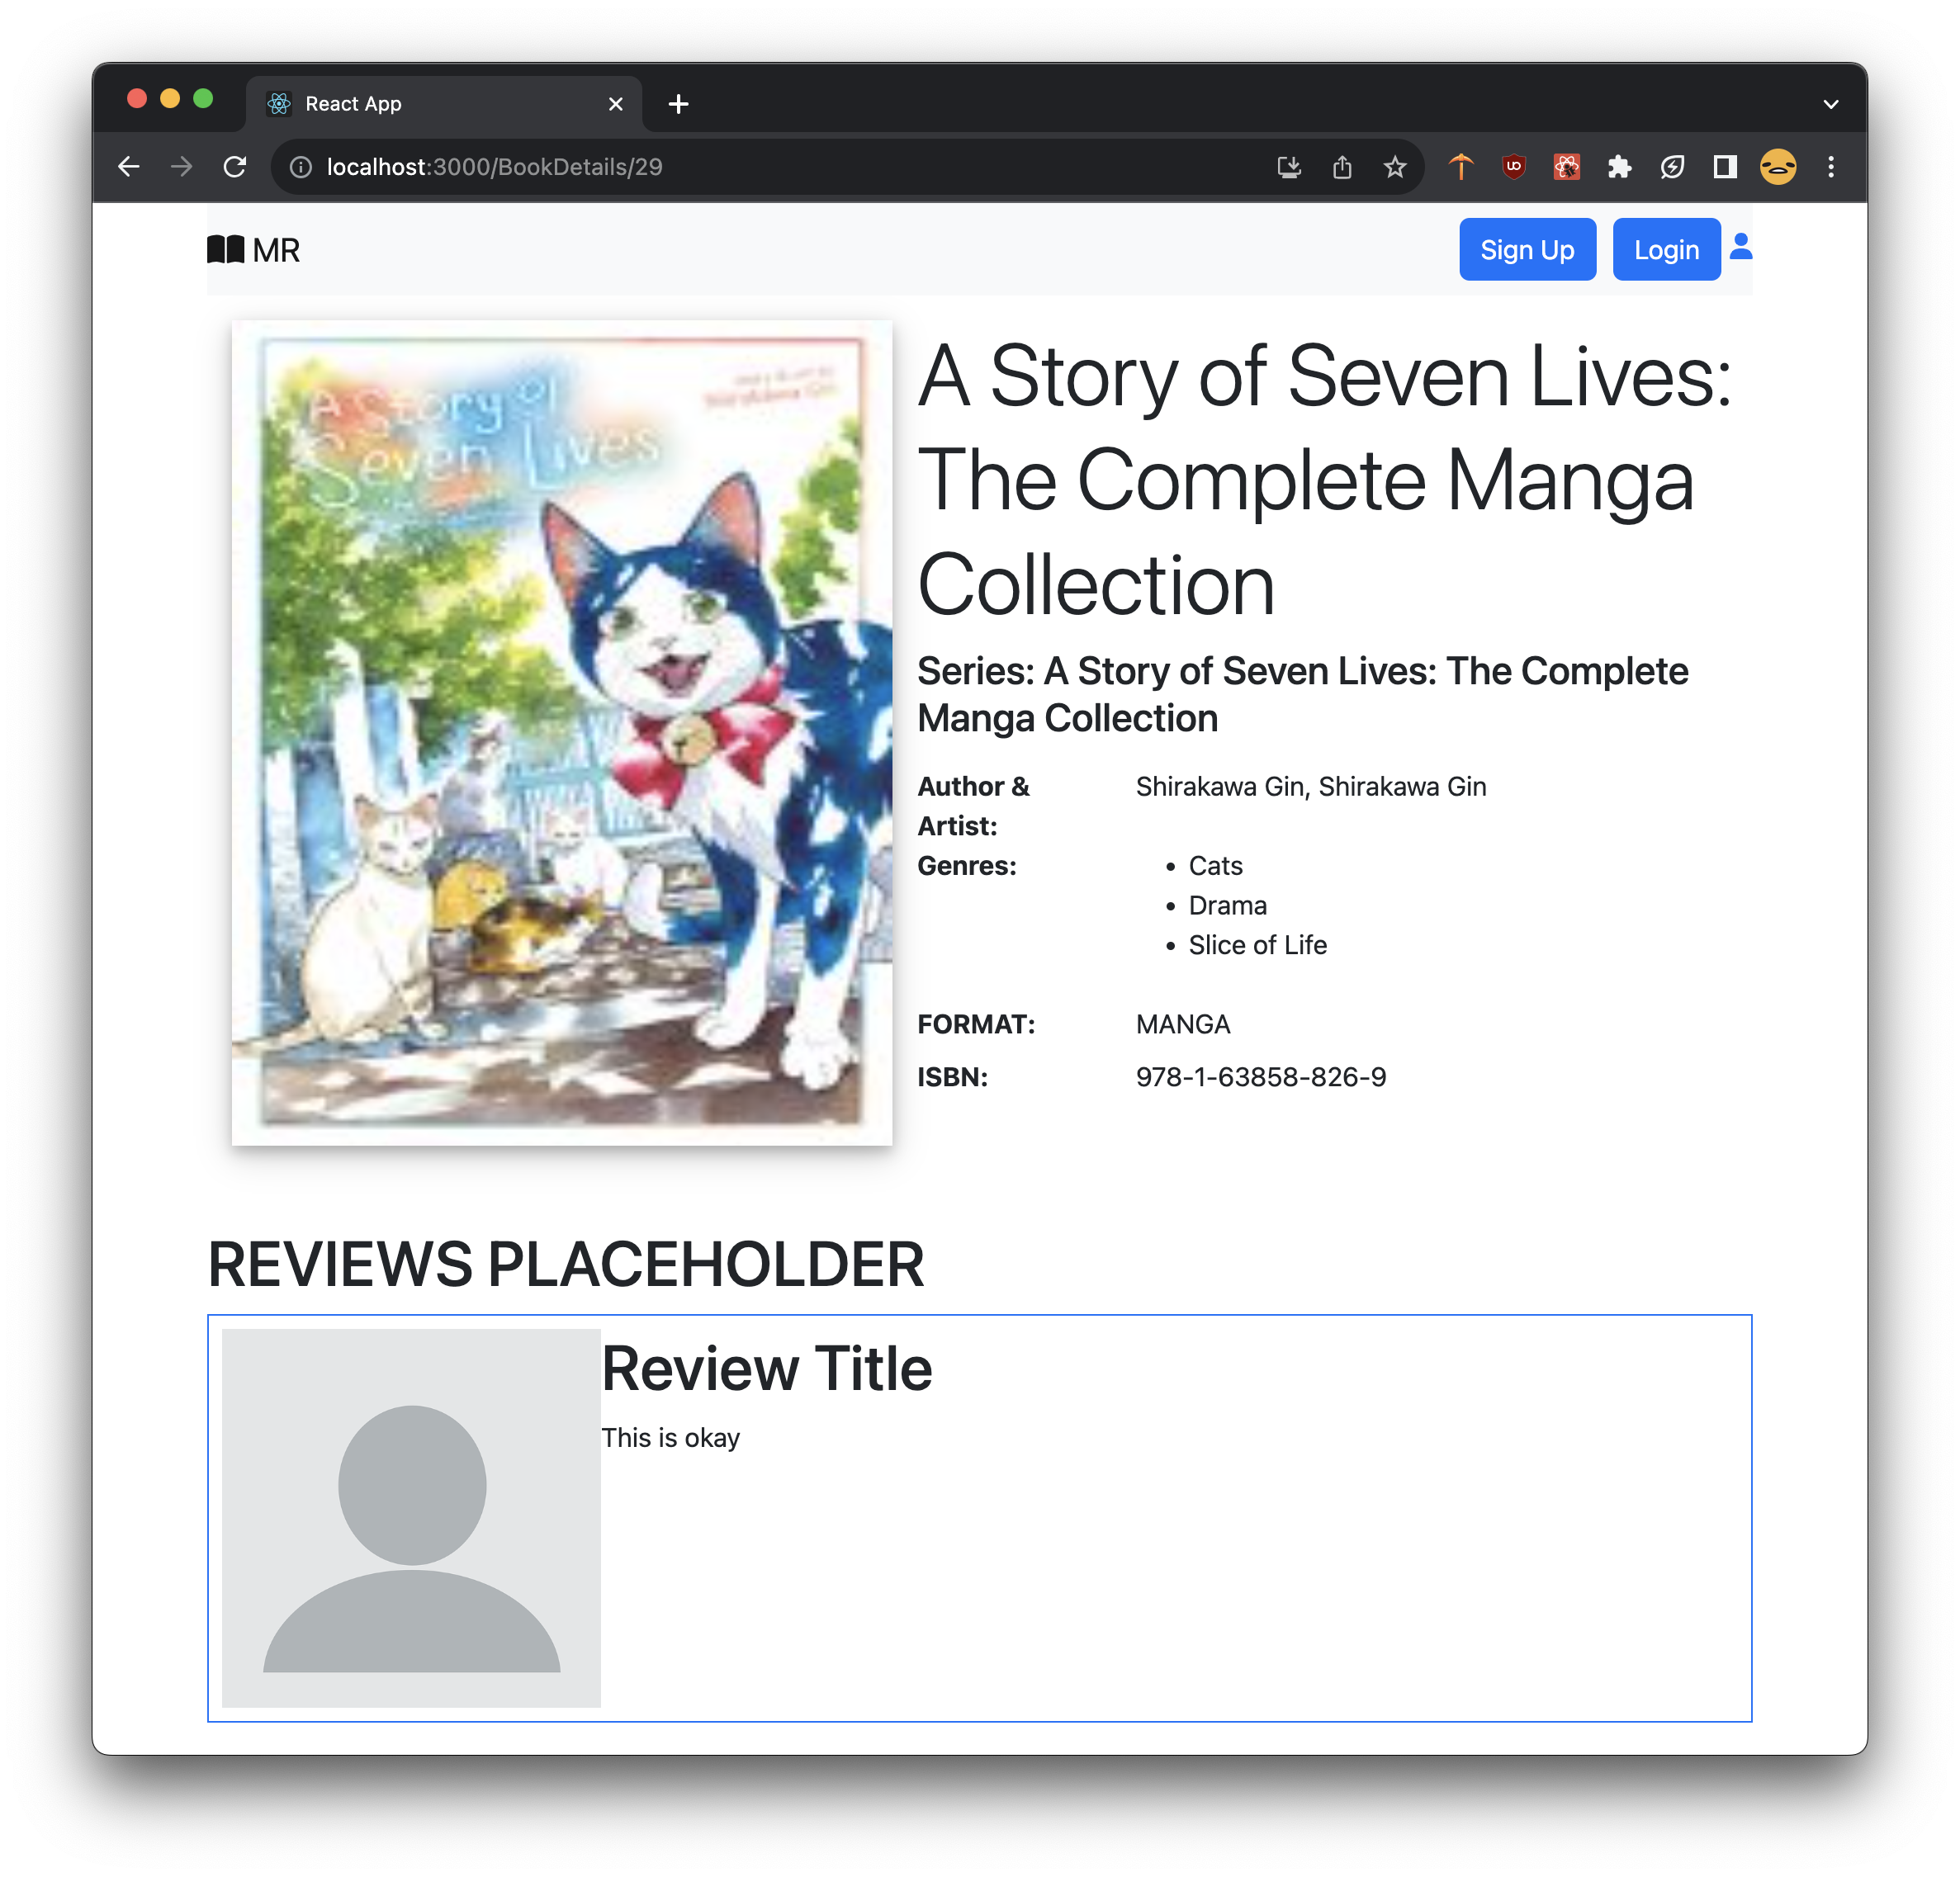 React App
localhost:3000/BookDetails/29
MR
Sign Up
Login
A Story of
Seven Lives
Shirakawa Gin
A Story of Seven Lives:
The Complete Manga
Collection
Series: A Story of Seven Lives: The Complete
Manga Collection
Author &
Artist:
Shirakawa Gin, Shirakawa Gin
Genres:
Cats
Drama
Slice of Life
FORMAT:
MANGA
ISBN:
978-1-63858-826-9
REVIEWS PLACEHOLDER
Review Title
This is okay